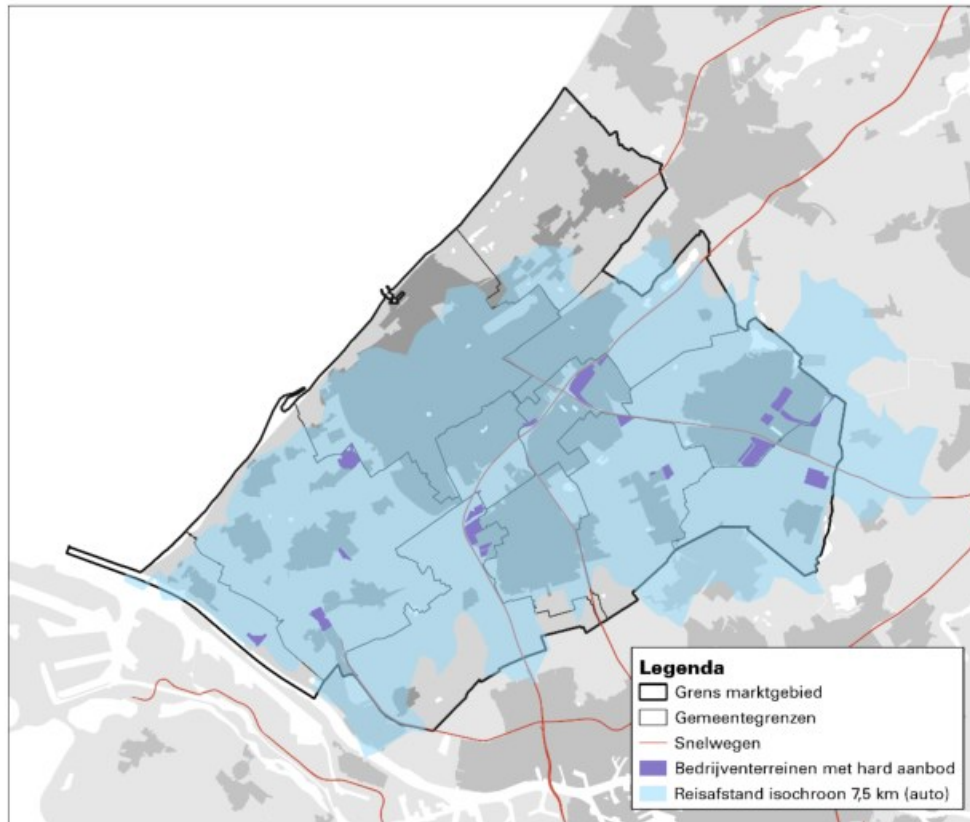 Legenda
Grens marktgebied
Gemeentegrenzen
Snelwegen
Bedrijventerreinen met hard aanbod
Reisafstand isochroon 7,5 km (auto)